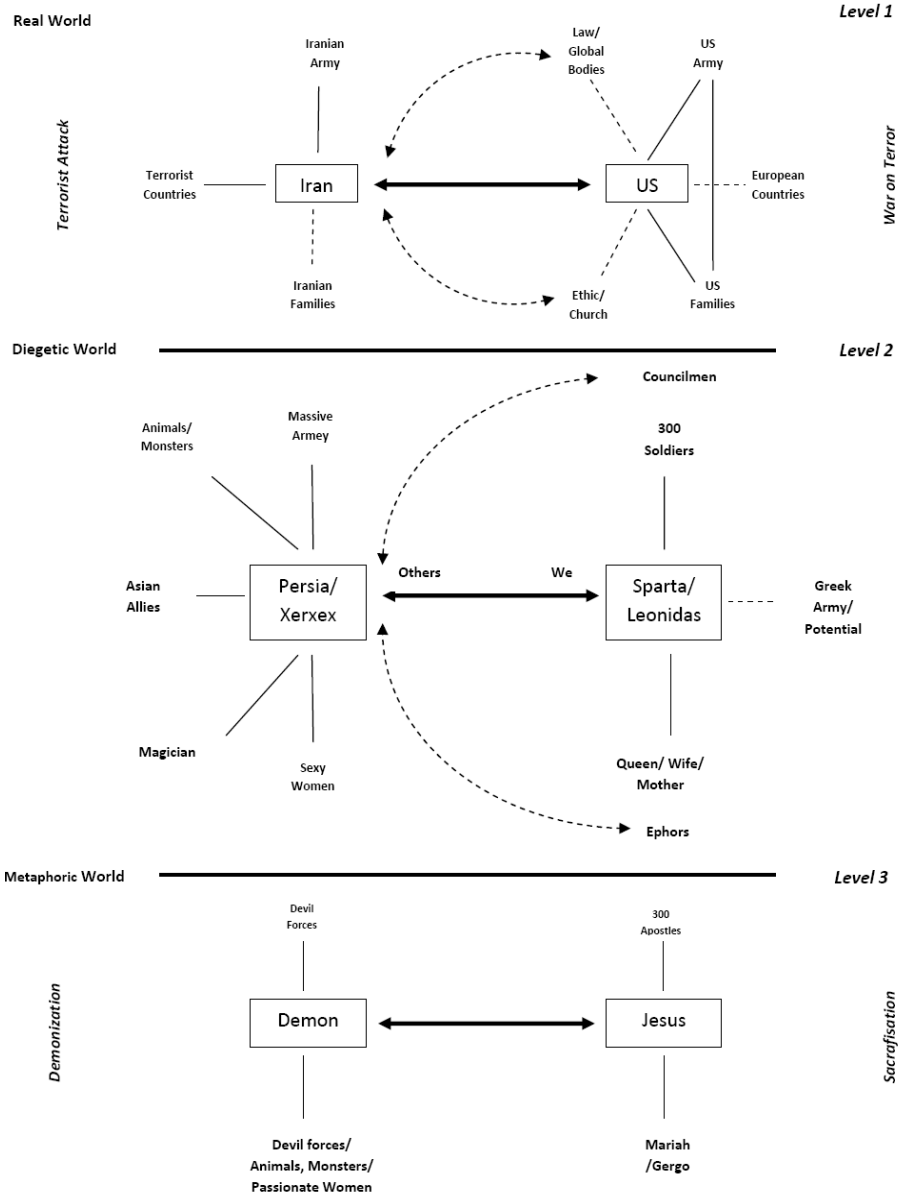 Real World
Level 1
Iranian
Army
Law/
Global
Bodies
US
Army
Terrorist Attack
Terrorist
Countries
Iran
US
European
Countries
War on Terror
Iranian
Families
Ethic/
Church
US
Families
Diegetic World
Level 2
Councilmen
Animals/
Monsters
Massive
Armey
300
Soldiers
Asian
Allies
Persia/
Xerxex
Others
We
Sparta/
Leonidas
Greek
Army/
Potential
Magician
Sexy
Women
Queen/ Wife/
Mother
Ephors
Metaphoric World
Level 3
Devil
Forces
300
Apostles
Demonization
Demon
Jesus
Sacrafisation
Devil forces/
Animals, Monsters/
Passionate Women
Mariah
/Gergo